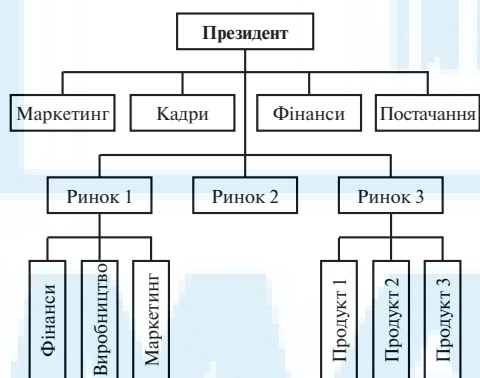 Президент
Маркетинг Кадри Фінанси Постачання
Ринок 1 Ринок 2 Ринок 3
Фінанси
Виробництво
Маркетинг
Продукт 1
Продукт 2
Продукт 3